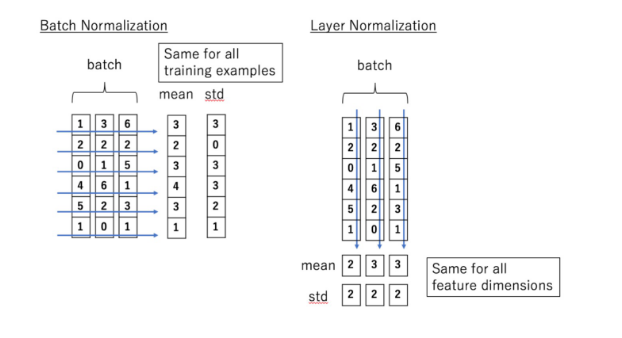 Batch Normalization
Same for all
training examples
batch
mean std
1 3 6 3 3
2 2 2 2 0
0 1 5 3 3
4 6 1 4 3
5 2 3 3 2
1 0 1 1 1
Layer Normalization
batch
1 3 6
2 2 2
0 1 5
4 6 1
5 2 3
1 0 1
mean 2 3 3
std 2 2 2
Same for all
feature dimensions